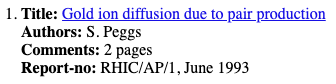 1. Title: Gold ion diffusion due to pair production
Authors: S. Peggs
Comments: 2 pages
Report-no: RHIC/AP/1, June 1993